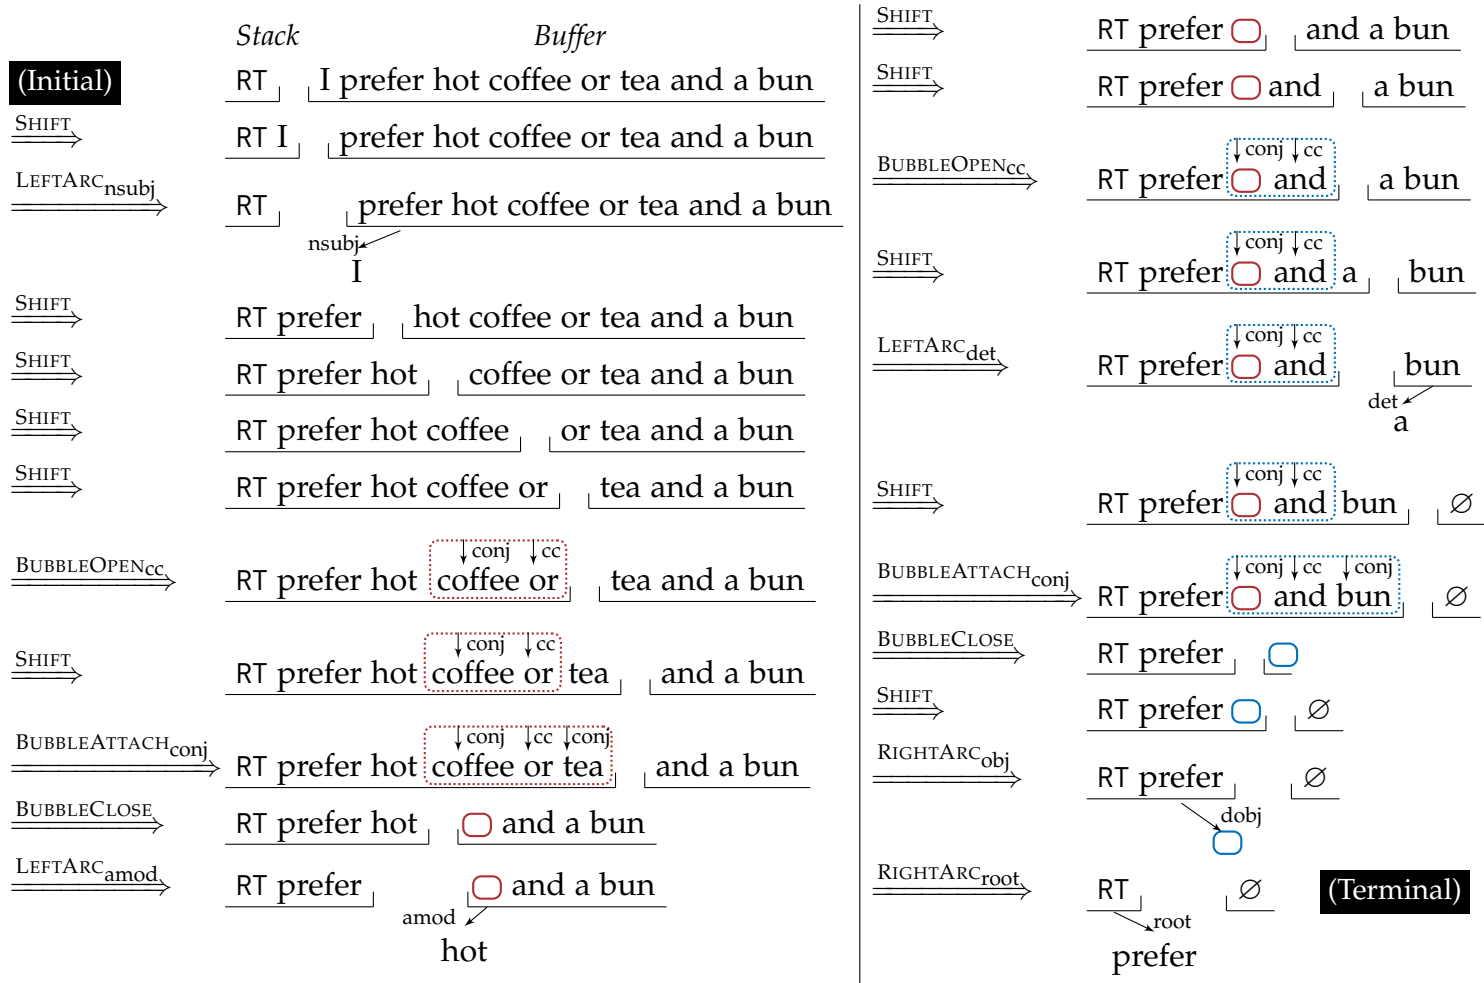 Stack Buffer
(Initial) RT I prefer hot coffee or tea and a bun
SHIFT RT I prefer hot coffee or tea and a bun
LEFTARCnsubj RT prefer hot coffee or tea and a bun
nsubj
I
SHIFT RT prefer hot coffee or tea and a bun
SHIFT RT prefer hot coffee or tea and a bun
SHIFT RT prefer hot coffee or tea and a bun
SHIFT RT prefer hot coffee or tea and a bun
conj cc
BUBBLEOPENcc RT prefer hot coffee or tea and a bun
conj cc
SHIFT RT prefer hot coffee or tea and a bun
conj cc conj
BUBBLEATTACHconj RT prefer hot coffee or tea and a bun
BUBBLECLOSE RT prefer hot and a bun
LEFTARCamod RT prefer and a bun
amod
hot
SHIFT RT prefer and a bun
SHIFT RT prefer and a bun
conj cc
BUBBLEOPENcc RT prefer and a bun
conj cc
SHIFT RT prefer and a bun
conj cc
LEFTARCdet RT prefer and bun
det
a
conj cc
SHIFT RT prefer and bun ∅
conj cc conj
BUBBLEATTACHconj RT prefer and bun ∅
BUBBLECLOSE RT prefer
SHIFT RT prefer ∅
RIGHTARCobj RT prefer ∅
dobj
RIGHTARCroot RT ∅ (Terminal)
root
prefer